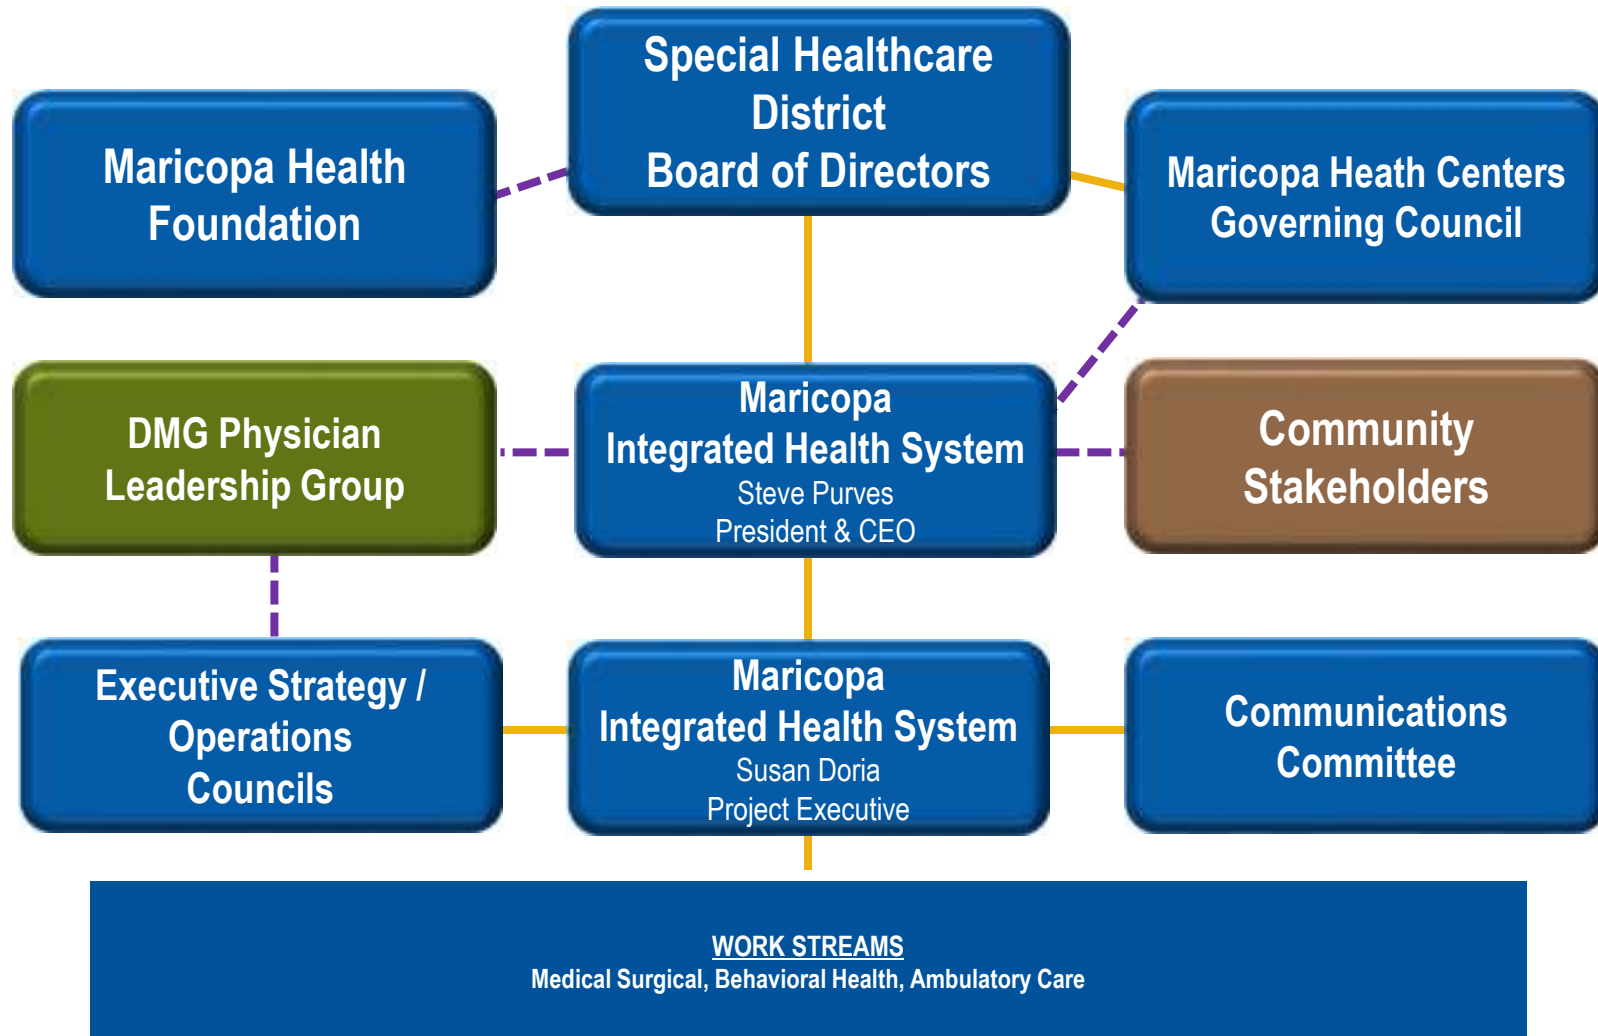 Special Healthcare
District
Board of Directors
Maricopa Health
Foundation
Maricopa Heath Centers
Governing Council
DMG Physician
Leadership Group
Maricopa
Integrated Health System
Steve Purves
President & CEO
Community
Stakeholders
Executive Strategy /
Operations
Councils
Maricopa
Integrated Health System
Susan Doria
Project Executive
Communications
Committee
WORK STREAMS
Medical Surgical, Behavioral Health, Ambulatory Care